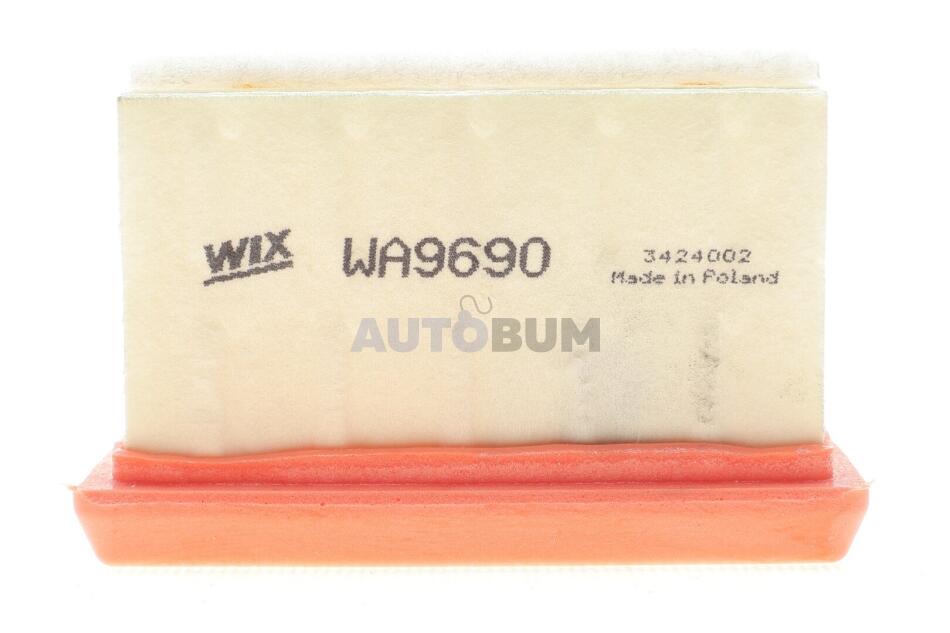 WIX WA9690 3424002
Made in Poland
AUTOBUM